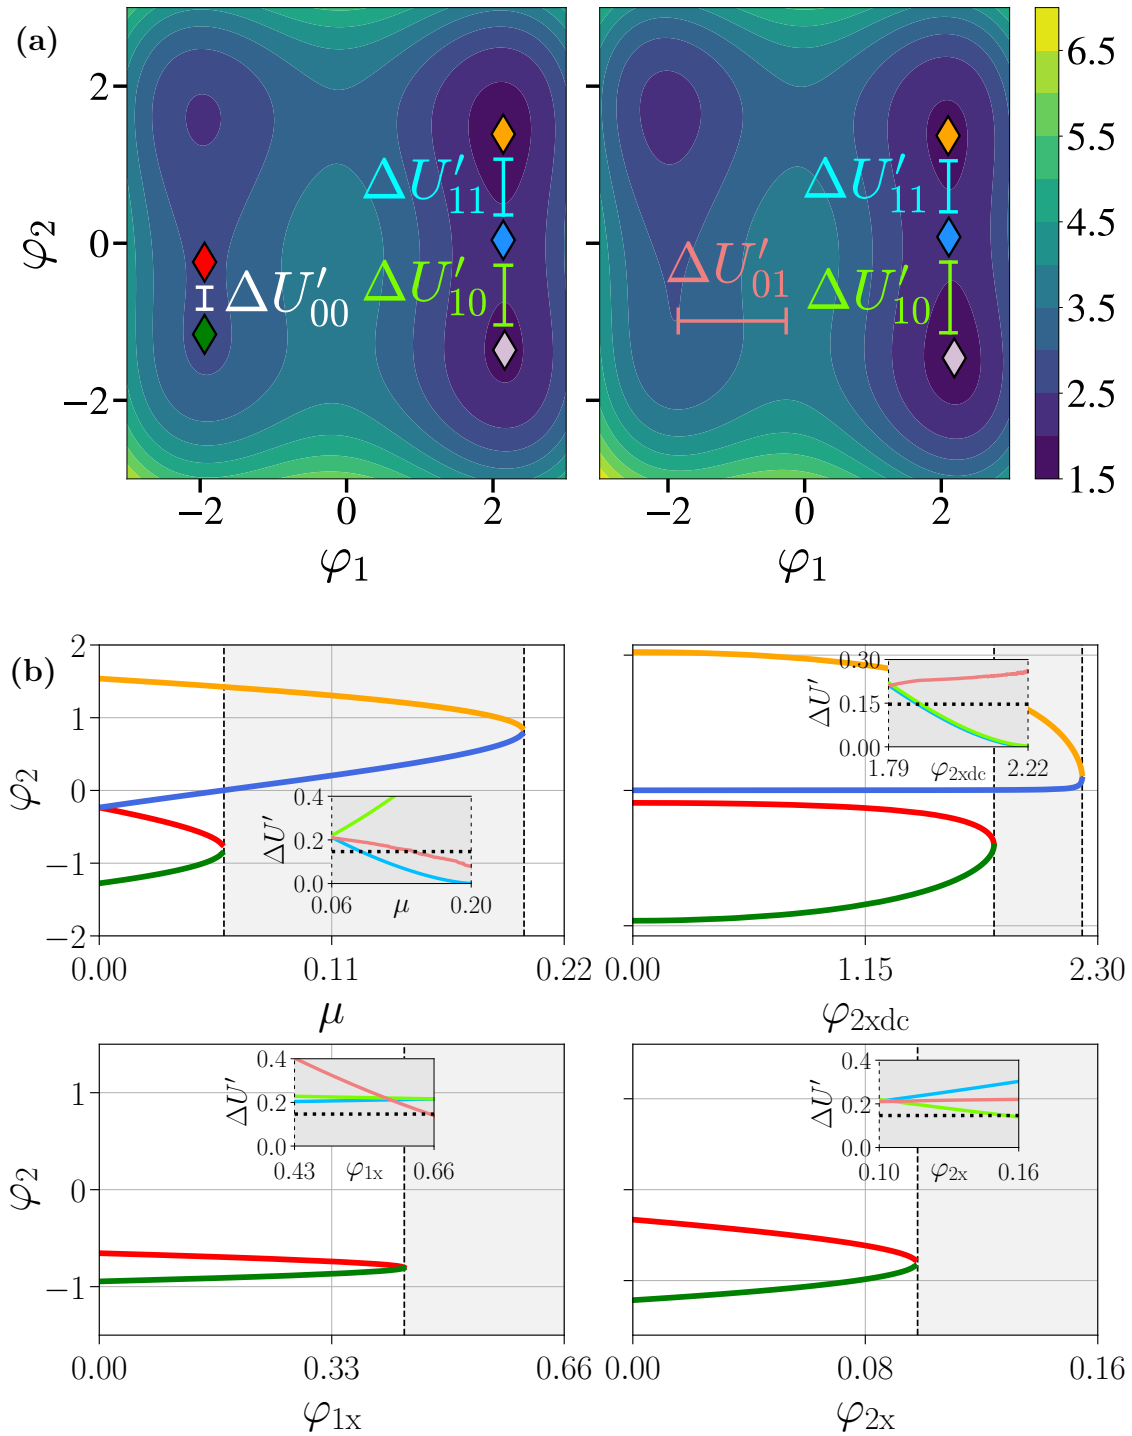 (a)
φ₂
2
0
−2
−2
0
2
φ₁
ΔU′₁₁
ΔU′₁₀
ΔU′₀₀
−2
0
2
φ₁
ΔU′₁₁
ΔU′₀₁
ΔU′₁₀
6.5
5.5
4.5
3.5
2.5
1.5
(b)
φ₂
2
1
0
−1
−2
0.00
0.11
0.22
μ
ΔU′
0.4
0.2
0.0
0.06
μ
0.20
0.00
1.15
2.30
φ₂ₓdc
ΔU′
0.30
0.15
0.00
1.79
φ₂ₓdc
2.22
φ₂
1
0
−1
0.00
0.33
0.66
φ₁ₓ
ΔU′
0.4
0.2
0.0
0.43
φ₁ₓ
0.66
0.00
0.08
0.16
φ₂ₓ
ΔU′
0.4
0.2
0.0
0.10
φ₂ₓ
0.16